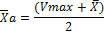 X̅a = (Vmax + X̅) / 2